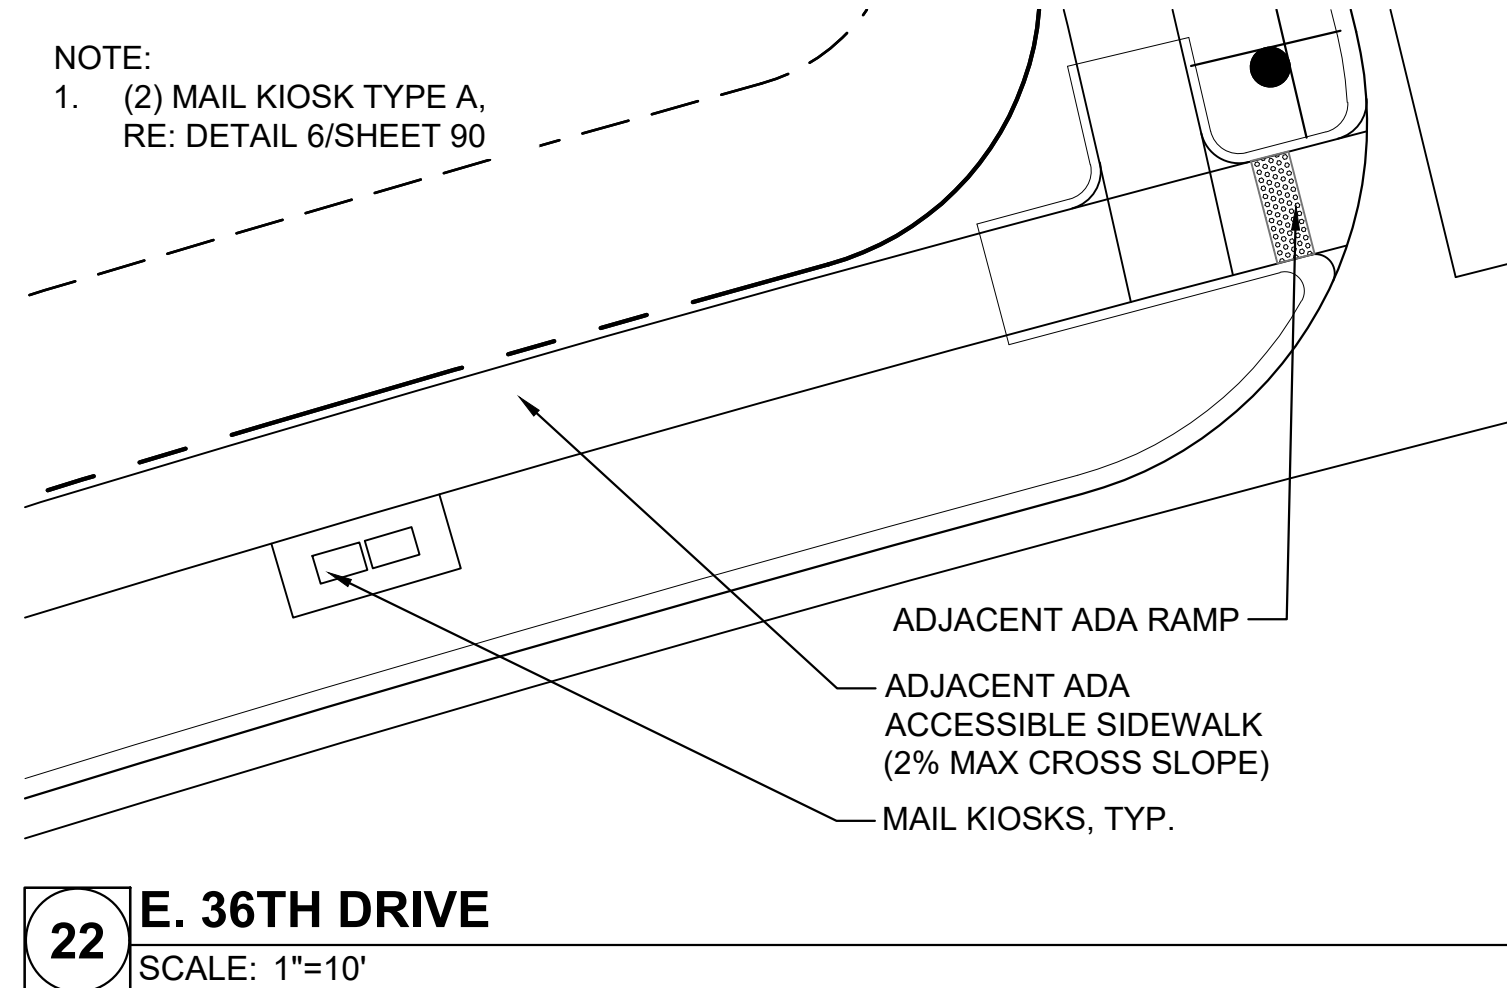 NOTE:
1. (2) MAIL KIOSK TYPE A,
RE: DETAIL 6/SHEET 90
ADJACENT ADA RAMP
ADJACENT ADA
ACCESSIBLE SIDEWALK
(2% MAX CROSS SLOPE)
MAIL KIOSKS, TYP.
22
E. 36TH DRIVE
SCALE: 1"=10'